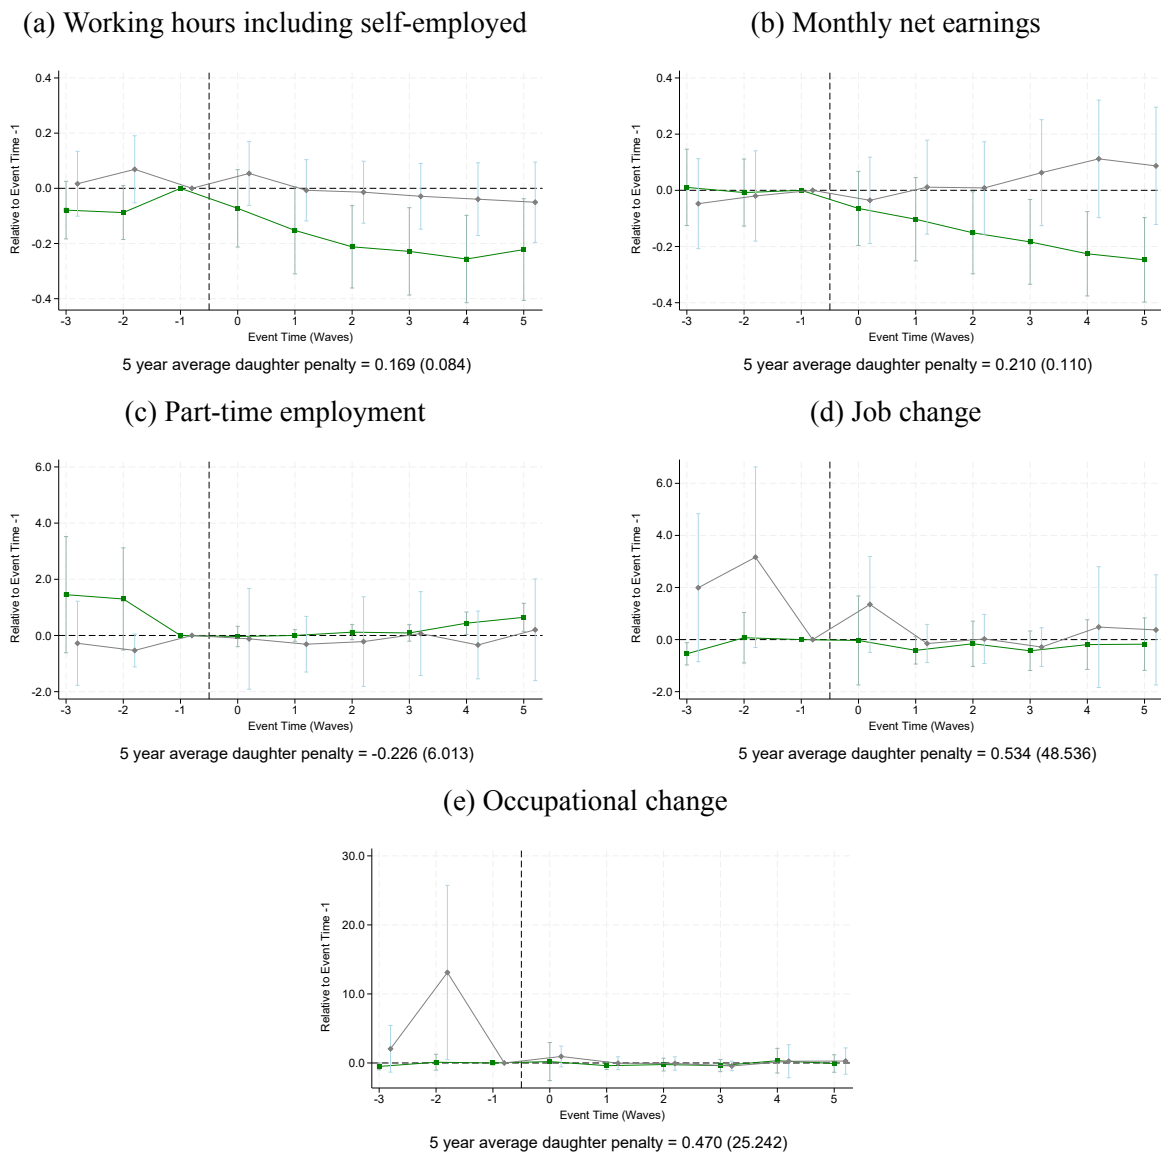 (a) Working hours including self-employed
Relative to Event Time -1
0.4
0.2
0.0
-0.2
-0.4
-3 -2 -1 0 1 2 3 4 5
Event Time (Waves)
5 year average daughter penalty = 0.169 (0.084)
(b) Monthly net earnings
Relative to Event Time -1
0.4
0.2
0.0
-0.2
-0.4
-3 -2 -1 0 1 2 3 4 5
Event Time (Waves)
5 year average daughter penalty = 0.210 (0.110)
(c) Part-time employment
Relative to Event Time -1
6.0
4.0
2.0
0.0
-2.0
-3 -2 -1 0 1 2 3 4 5
Event Time (Waves)
5 year average daughter penalty = -0.226 (6.013)
(d) Job change
Relative to Event Time -1
6.0
4.0
2.0
0.0
-2.0
-3 -2 -1 0 1 2 3 4 5
Event Time (Waves)
5 year average daughter penalty = 0.534 (48.536)
(e) Occupational change
Relative to Event Time -1
30.0
20.0
10.0
0.0
-3 -2 -1 0 1 2 3 4 5
Event Time (Waves)
5 year average daughter penalty = 0.470 (25.242)